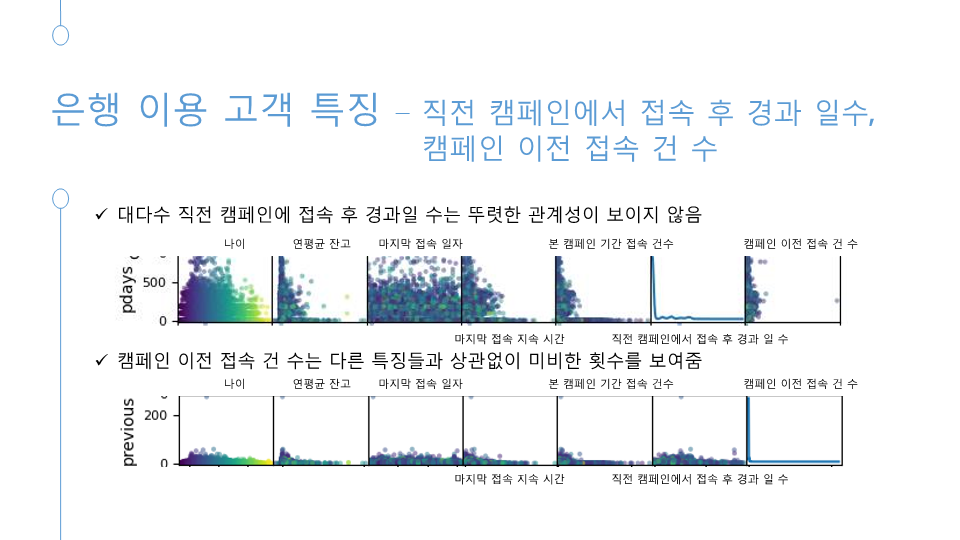 은행 이용 고객 특징 – 직전 캠페인에서 접속 후 경과 일수,
캠페인 이전 접속 건 수
✓ 대다수 직전 캠페인에 접속 후 경과일 수는 뚜렷한 관계성이 보이지 않음
나이 연평균 잔고 마지막 접속 일자 본 캠페인 기간 접속 건수 캠페인 이전 접속 건 수
pdays
500
0
마지막 접속 지속 시간 직전 캠페인에서 접속 후 경과 일 수
✓ 캠페인 이전 접속 건 수는 다른 특징들과 상관없이 미비한 횟수를 보여줌
나이 연평균 잔고 마지막 접속 일자 본 캠페인 기간 접속 건수 캠페인 이전 접속 건 수
previous
200
0
마지막 접속 지속 시간 직전 캠페인에서 접속 후 경과 일 수